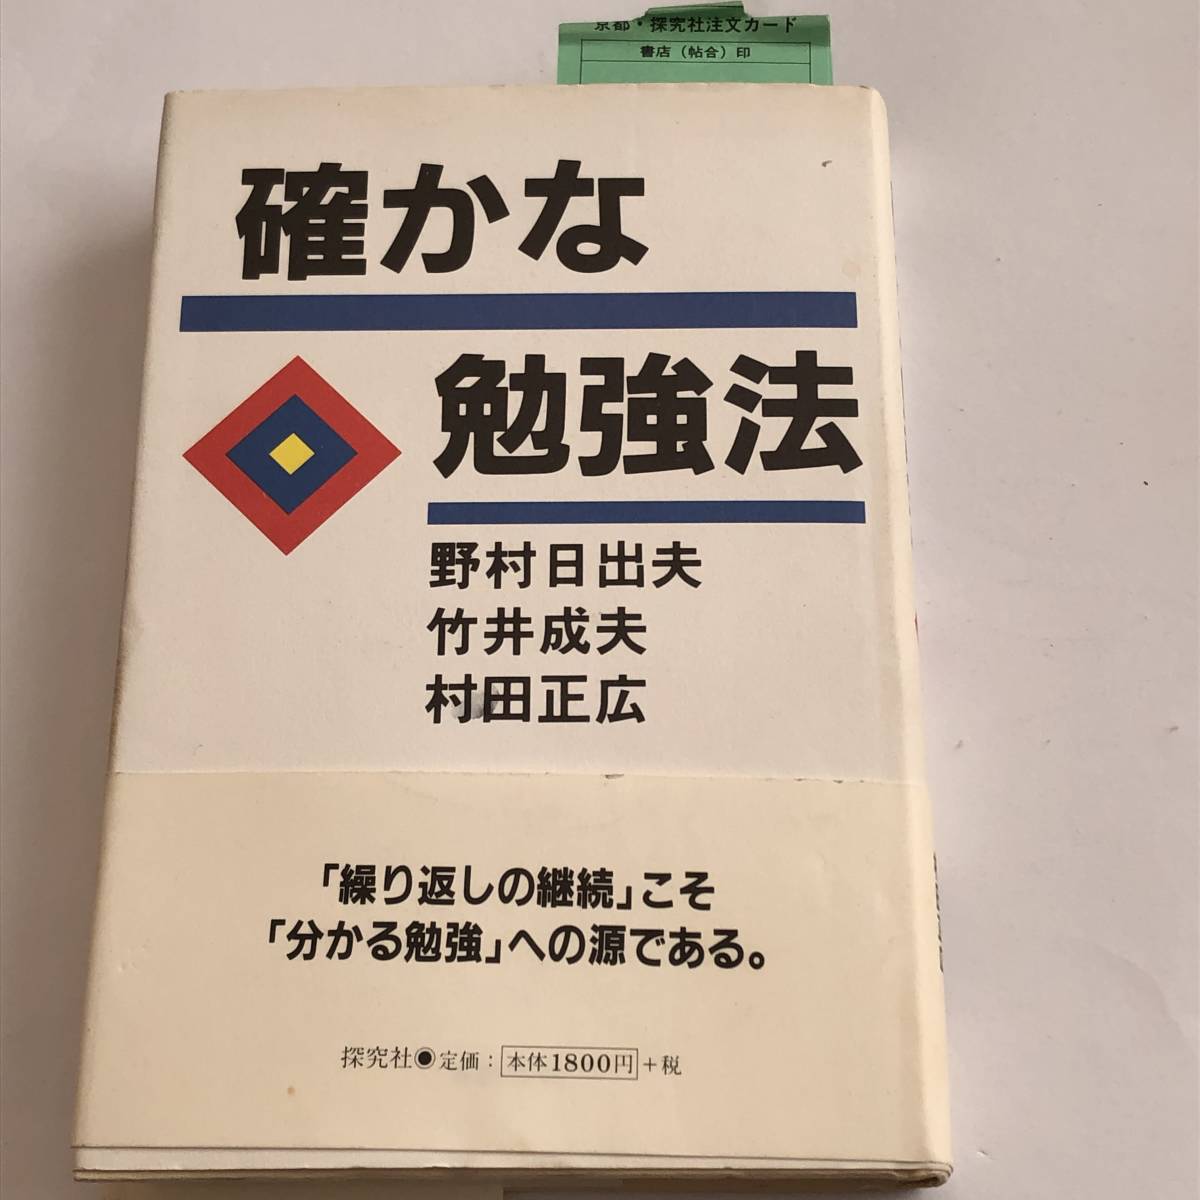 京都・探究社注文カード
書店（帖合）印
確かな
勉強法
野村日出夫
竹井成夫
村田正広
「繰り返しの継続」こそ
「分かる勉強」への源である。
探究社●定価：本体1800円＋税